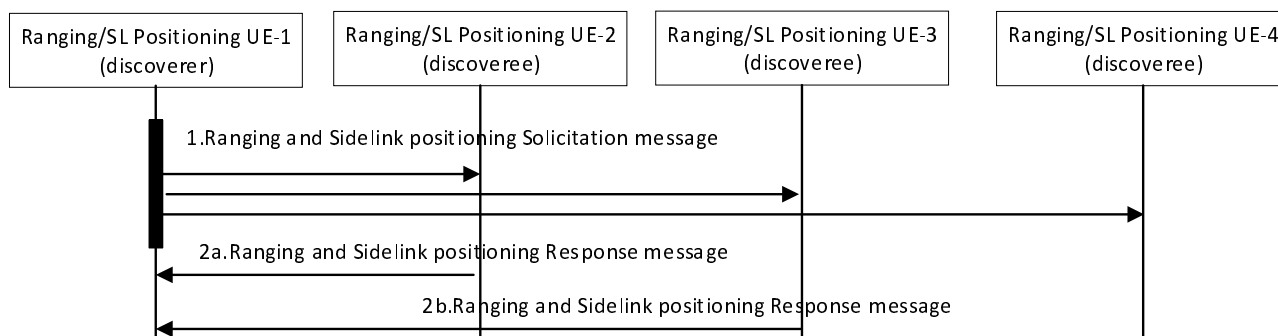 Ranging/SL Positioning UE-1
(discoverer)
Ranging/SL Positioning UE-2
(discoveree)
Ranging/SL Positioning UE-3
(discoveree)
Ranging/SL Positioning UE-4
(discoveree)
1.Ranging and Sidelink positioning Solicitation message
2a.Ranging and Sidelink positioning Response message
2b.Ranging and Sidelink positioning Response message